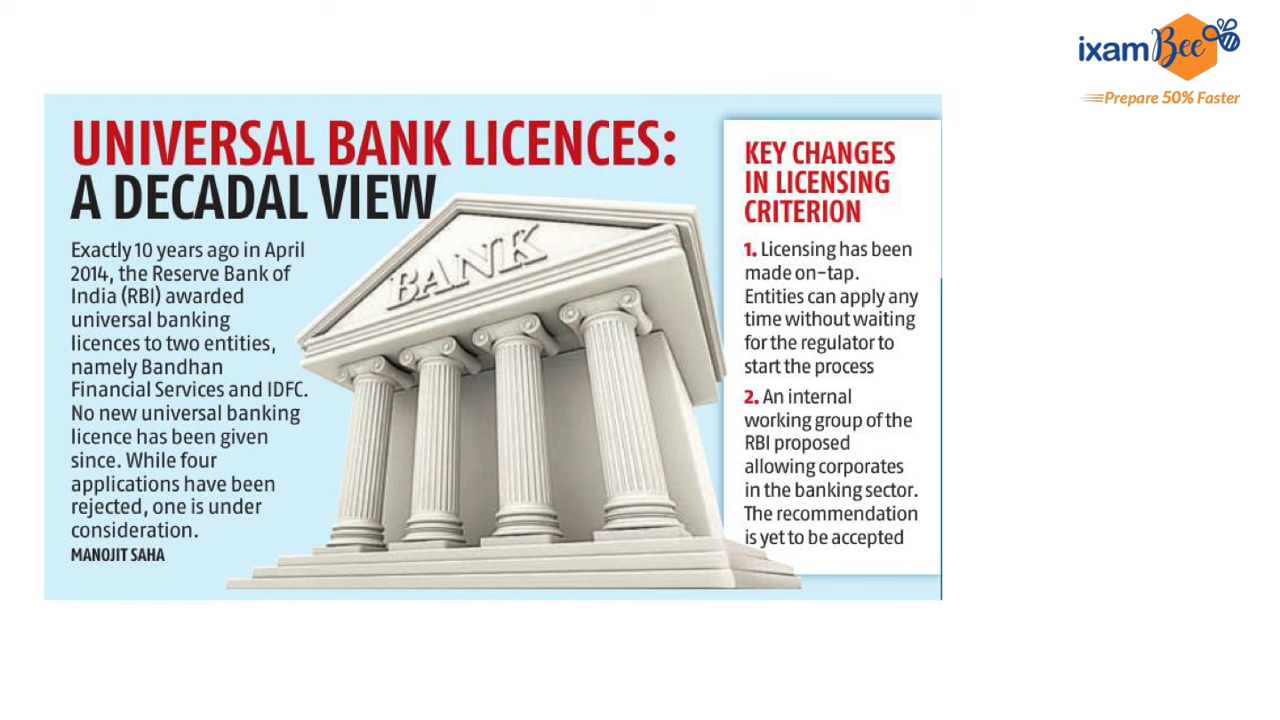 ixamBee
Prepare 50% Faster
UNIVERSAL BANK LICENCES:
A DECADAL VIEW
Exactly 10 years ago in April
2014, the Reserve Bank of
India (RBI) awarded
universal banking
licences to two entities,
namely Bandhan
Financial Services and IDFC.
No new universal banking
licence has been given
since. While four
applications have been
rejected, one is under
consideration.
MANOJIT SAHA
BANK
KEY CHANGES
IN LICENSING
CRITERION
1. Licensing has been
made on-tap.
Entities can apply any
time without waiting
for the regulator to
start the process
2. An internal
working group of the
RBI proposed
allowing corporates
in the banking sector.
The recommendation
is yet to be accepted